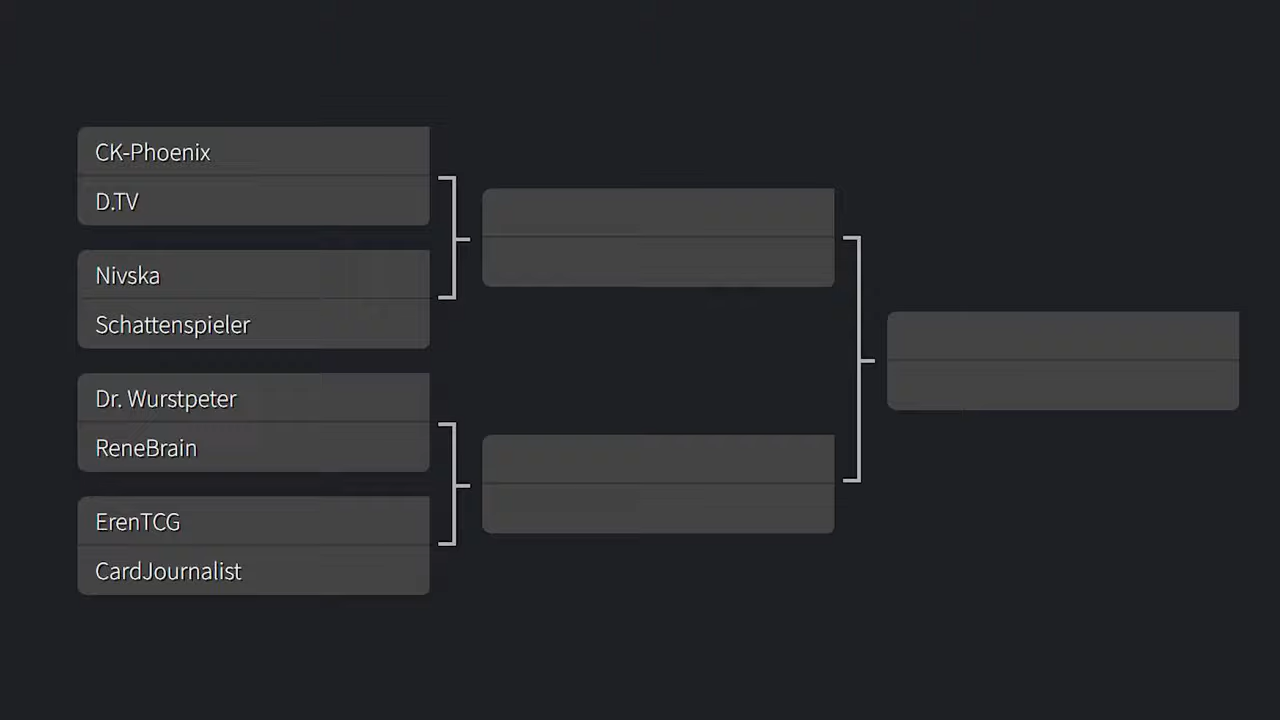 CK-Phoenix
D.TV
Nivska
Schattenspieler
Dr. Wurstpeter
ReneBrain
ErenTCG
CardJournalist